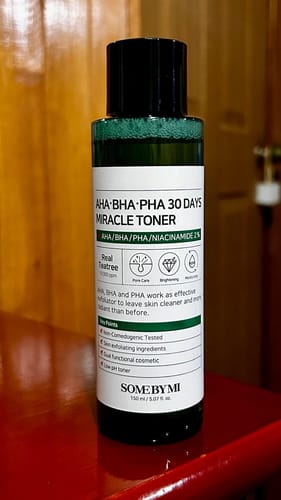 AHA+BHA+PHA 30 DAYS
MIRACLE TONER
AHA/BHA/PHA/NIACINAMIDE 2%
Real
Teatree
10,000 ppm
Pore Care
Brightening
Moisturizing
AHA, BHA and PHA work as effective
exfoliator to leave skin cleaner and more
radiant than before.
Key Points
Non-Comedogenic Tested
Skin exfoliating ingredients
Dual functional cosmetic
Low pH toner
SOME BY MI
150 ml / 5.07 fl. oz.